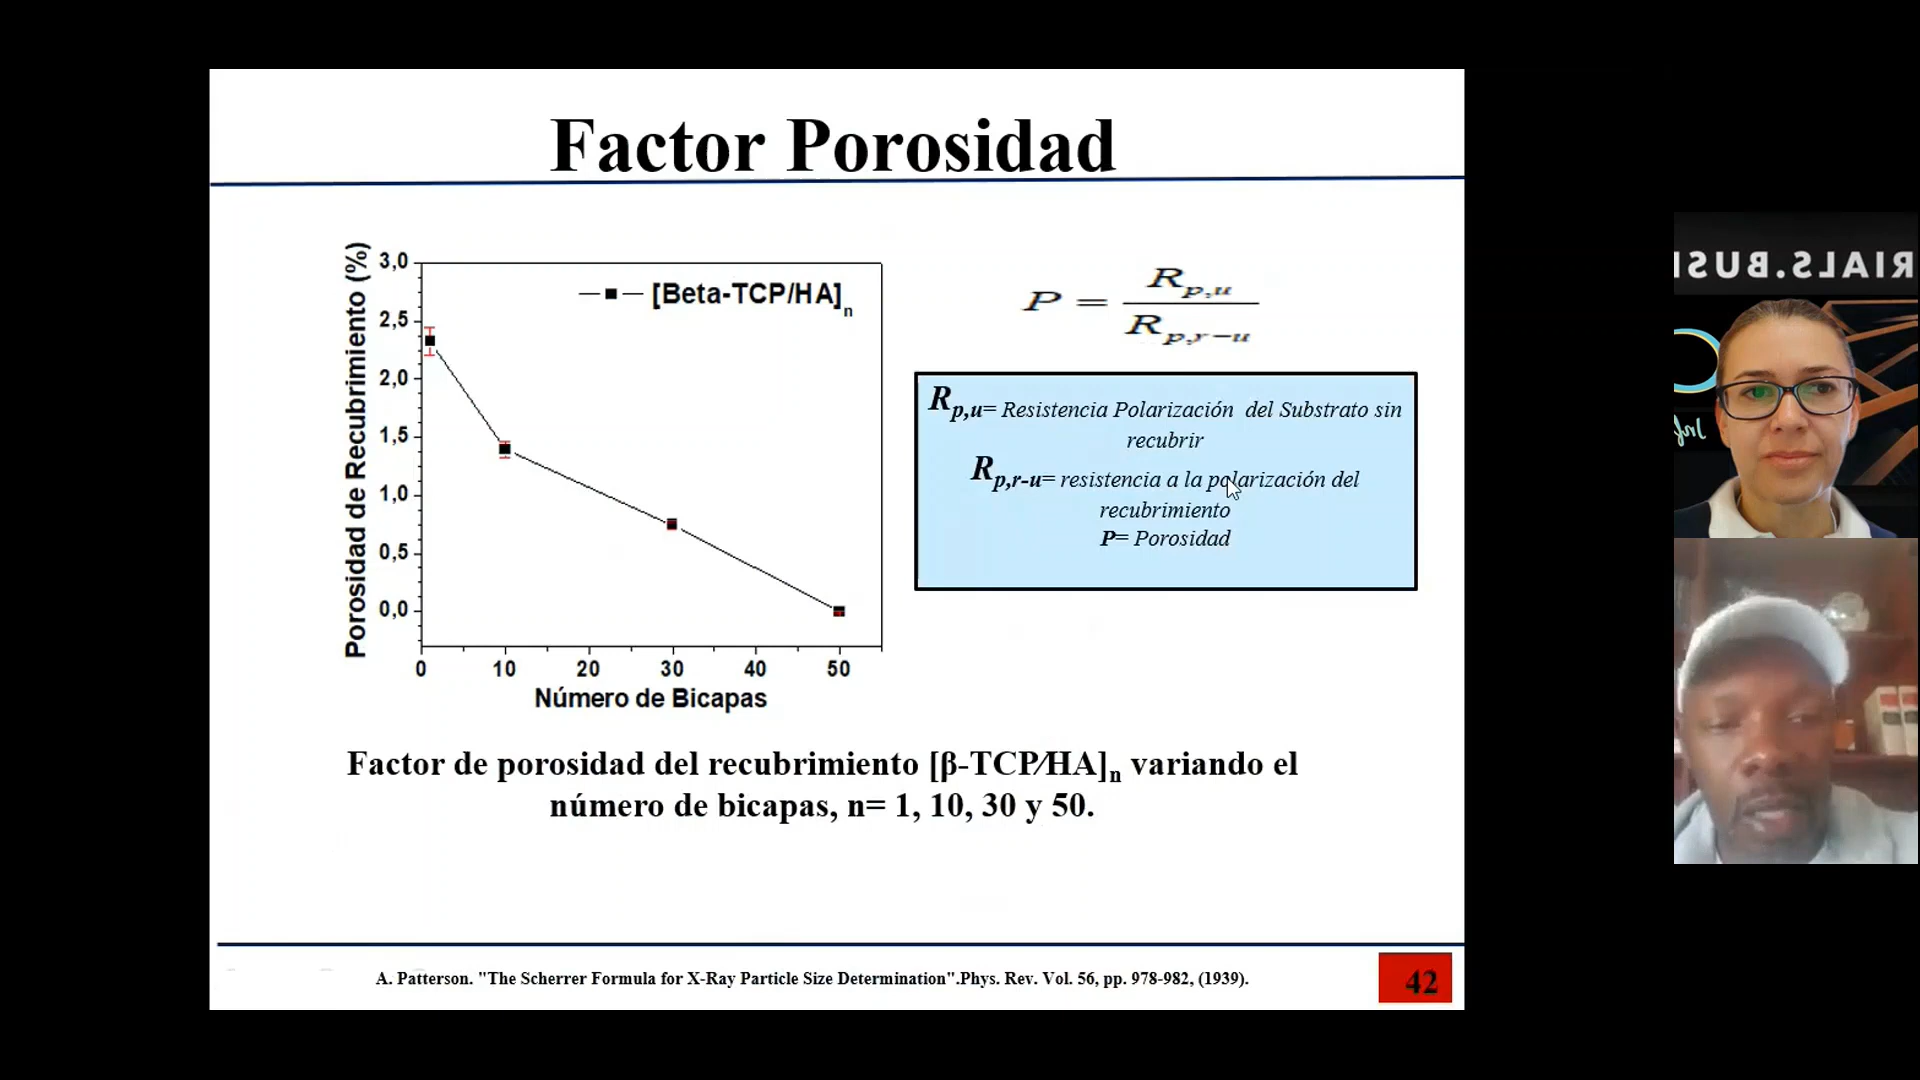 Factor Porosidad
Porosidad de Recubrimiento (%)
3,0
2,5
2,0
1,5
1,0
0,5
0,0
[Beta-TCP/HA]n
0 10 20 30 40 50
Número de Bicapas
P = Rp,u / Rp,r−u
Rp,u= Resistencia Polarización del Substrato sin
recubrir
Rp,r-u= resistencia a la polarización del
recubrimiento
P= Porosidad
Factor de porosidad del recubrimiento [β-TCP/HA]n variando el
número de bicapas, n= 1, 10, 30 y 50.
A. Patterson. "The Scherrer Formula for X-Ray Particle Size Determination".Phys. Rev. Vol. 56, pp. 978-982, (1939).
42
RIALS.BUSI
Inf